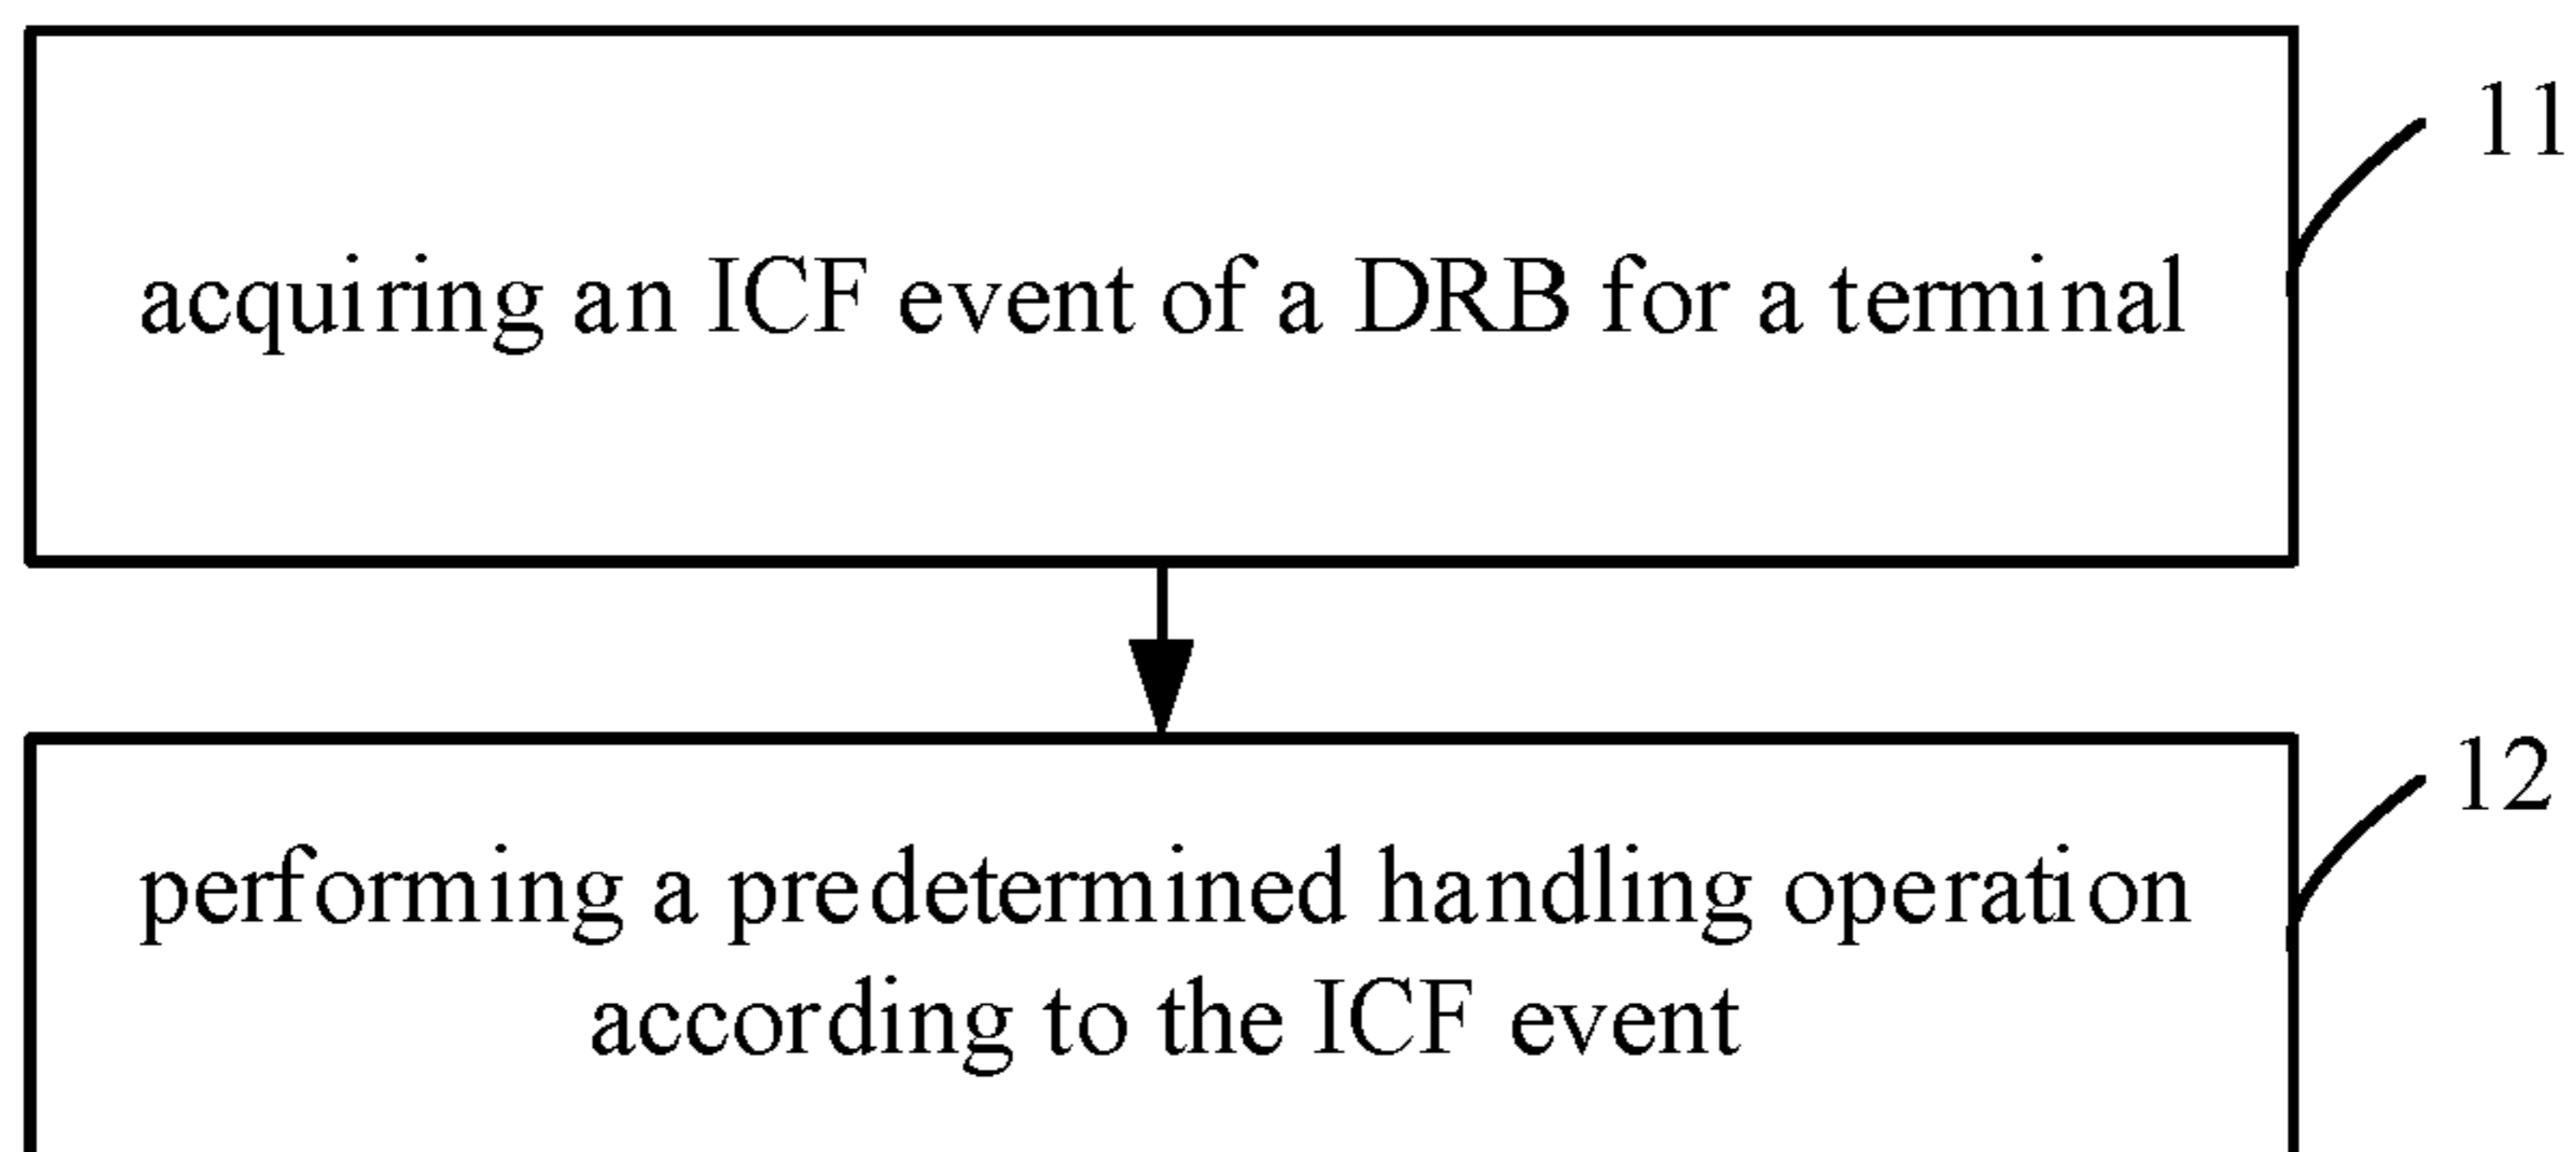 11
acquiring an ICF event of a DRB for a terminal
12
performing a predetermined handling operation
according to the ICF event